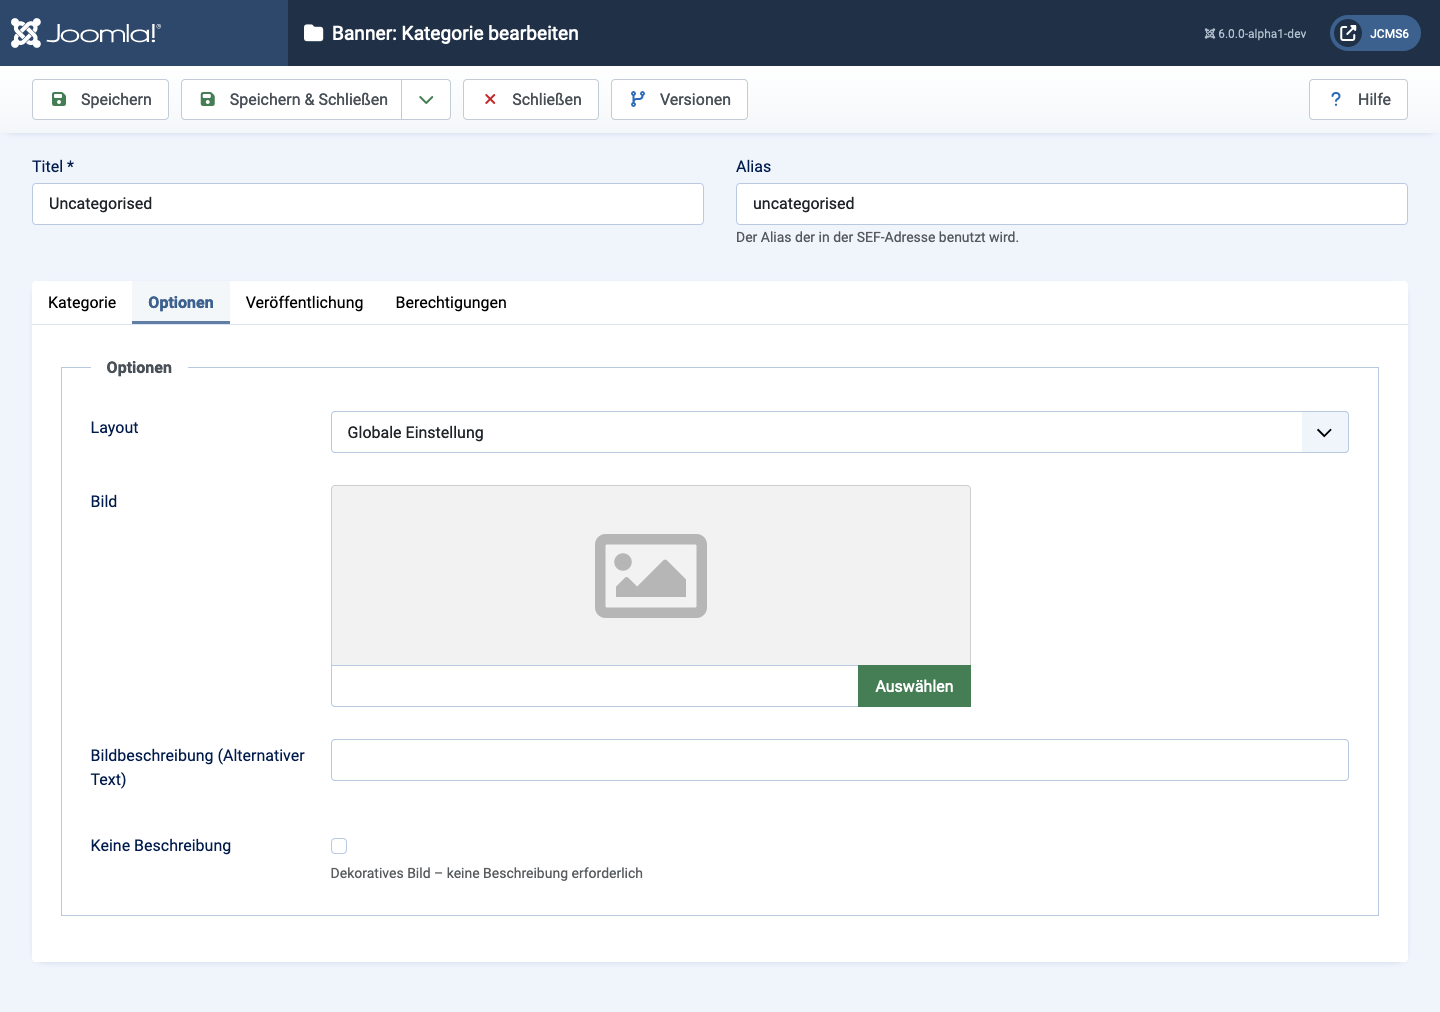 Joomla!®
Banner: Kategorie bearbeiten
6.0.0-alpha1-dev
JCMS6
Speichern
Speichern & Schließen
Schließen
Versionen
? Hilfe
Titel *
Alias
Uncategorised
uncategorised
Der Alias der in der SEF-Adresse benutzt wird.
Kategorie
Optionen
Veröffentlichung
Berechtigungen
Optionen
Layout
Globale Einstellung
Bild
Auswählen
Bildbeschreibung (Alternativer
Text)
Keine Beschreibung
Dekoratives Bild – keine Beschreibung erforderlich